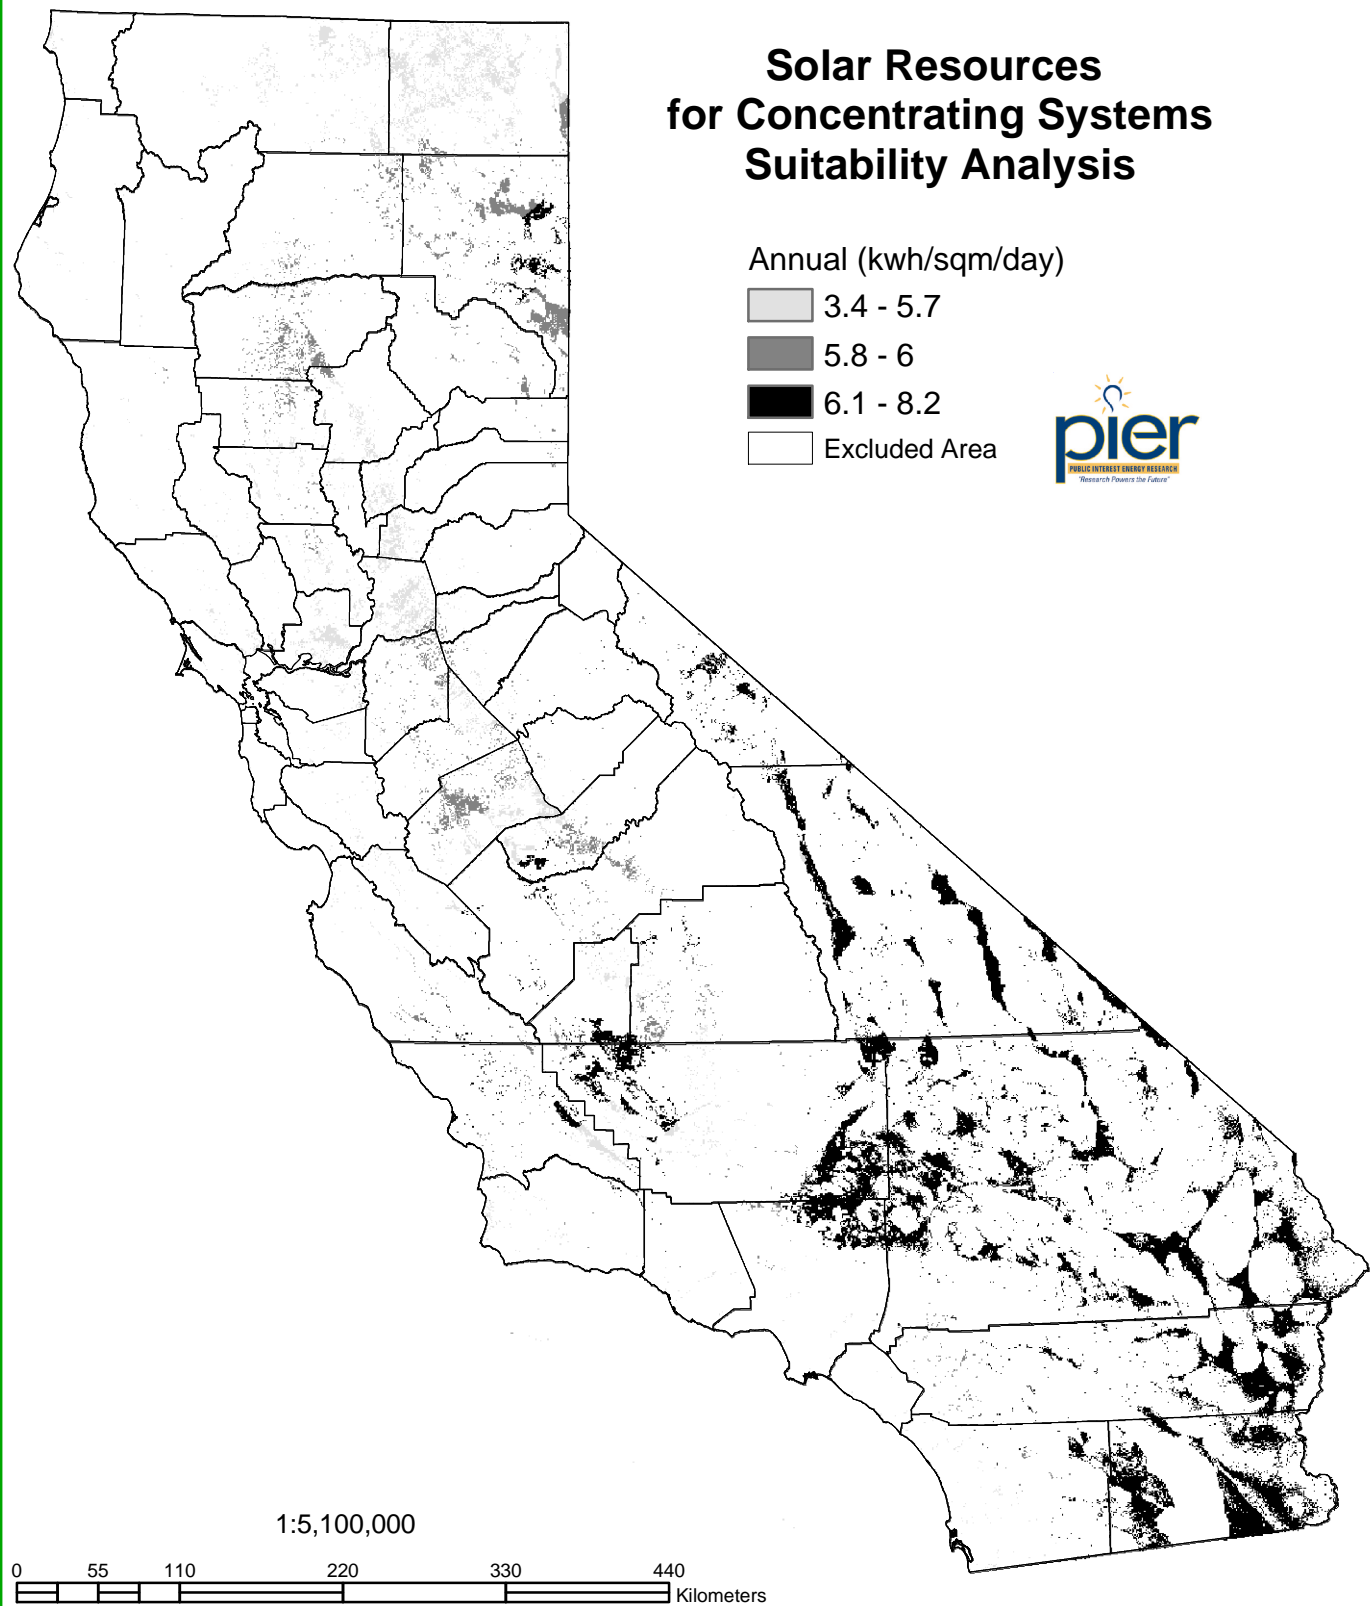 Solar Resources
for Concentrating Systems
Suitability Analysis
Annual (kwh/sqm/day)
3.4 - 5.7
5.8 - 6
6.1 - 8.2
Excluded Area
pier
PUBLIC INTEREST ENERGY RESEARCH
"Research Powers the Future"
1:5,100,000
0 55 110 220 330 440
Kilometers